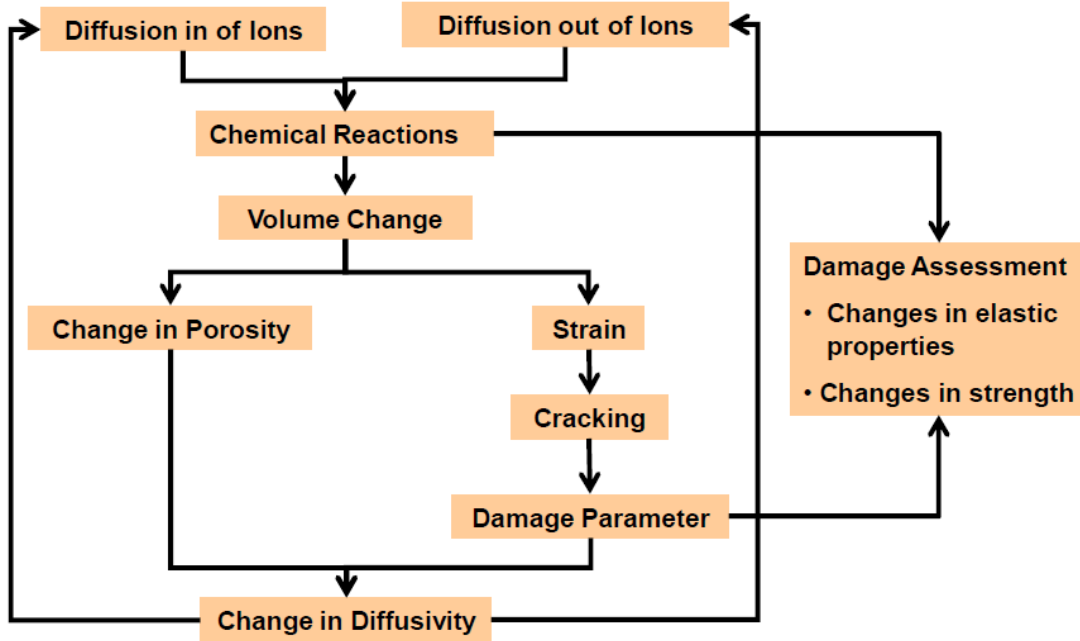 Diffusion in of Ions
Diffusion out of Ions
Chemical Reactions
Volume Change
Damage Assessment
• Changes in elastic
properties
• Changes in strength
Change in Porosity
Strain
Cracking
Damage Parameter
Change in Diffusivity